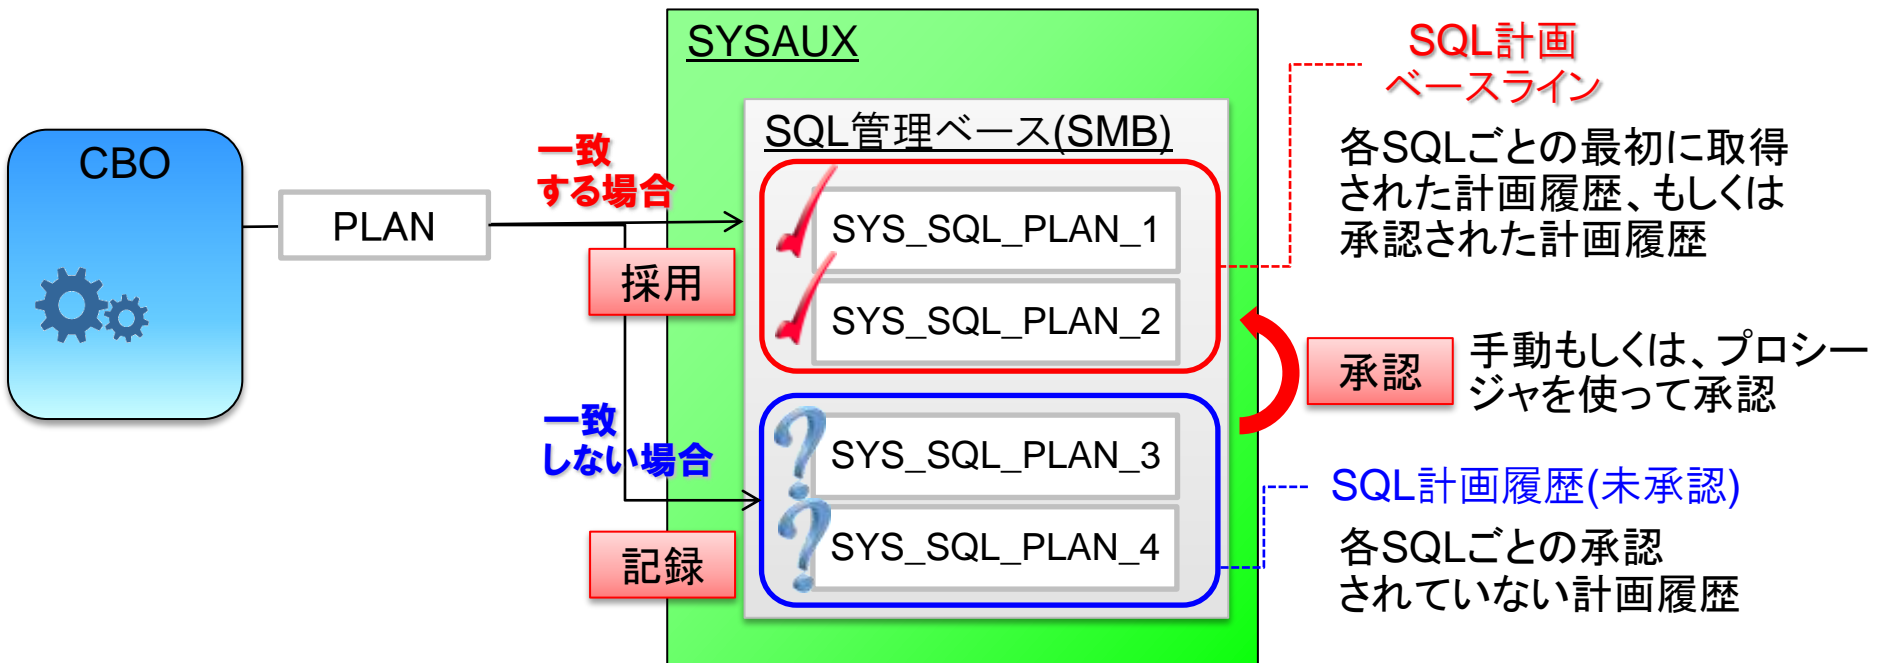 SYSAUX
SQL管理ベース(SMB)
CBO
PLAN
一致
する場合
採用
SYS_SQL_PLAN_1
SYS_SQL_PLAN_2
一致
しない場合
記録
SYS_SQL_PLAN_3
SYS_SQL_PLAN_4
SQL計画
ベースライン
各SQLごとの最初に取得
された計画履歴、もしくは
承認された計画履歴
承認
手動もしくは、プロシー
ジャを使って承認
SQL計画履歴(未承認)
各SQLごとの承認
されていない計画履歴